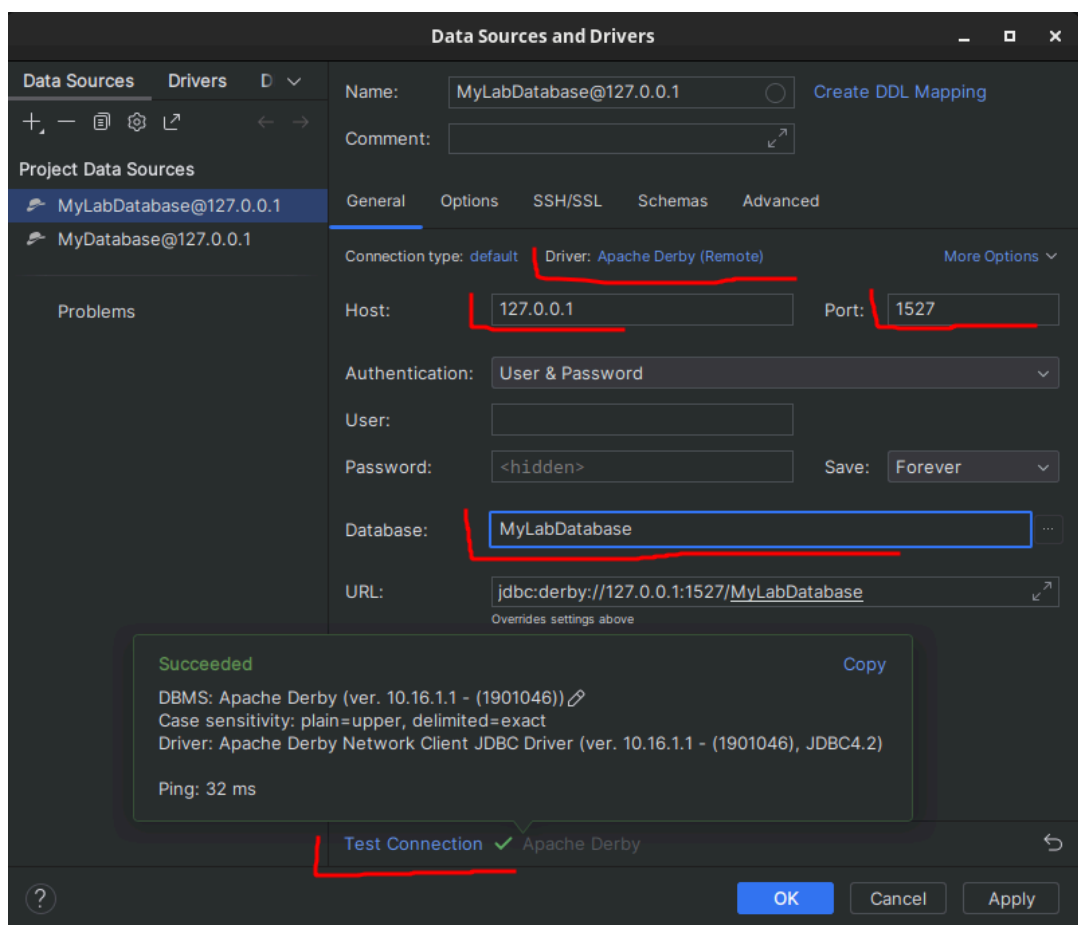 Data Sources and Drivers
Data Sources Drivers D
Project Data Sources
MyLabDatabase@127.0.0.1
MyDatabase@127.0.0.1
Problems
Name: MyLabDatabase@127.0.0.1 Create DDL Mapping
Comment:
General Options SSH/SSL Schemas Advanced
Connection type: default Driver: Apache Derby (Remote) More Options
Host: 127.0.0.1 Port: 1527
Authentication: User & Password
User:
Password: <hidden> Save: Forever
Database: MyLabDatabase ...
URL: jdbc:derby://127.0.0.1:1527/MyLabDatabase
Overrides settings above
Succeeded Copy
DBMS: Apache Derby (ver. 10.16.1.1 - (1901046))
Case sensitivity: plain=upper, delimited=exact
Driver: Apache Derby Network Client JDBC Driver (ver. 10.16.1.1 - (1901046), JDBC4.2)
Ping: 32 ms
Test Connection Apache Derby
? OK Cancel Apply